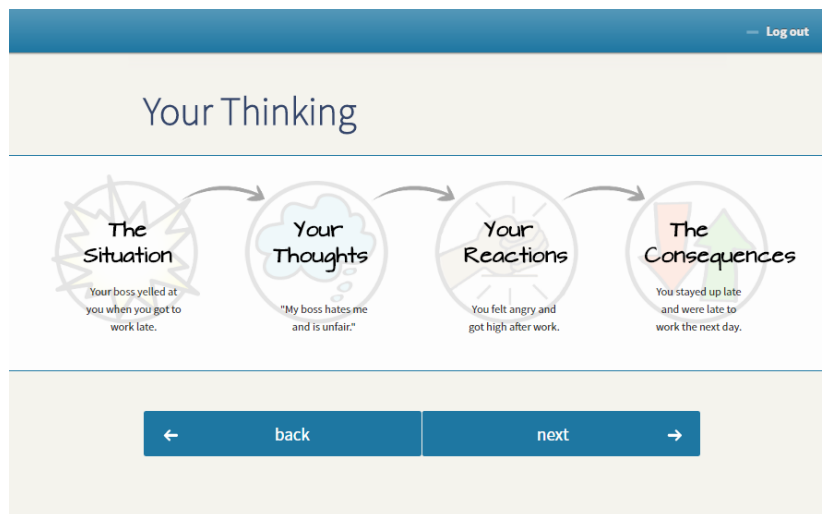 Log out
Your Thinking
The
Situation
Your boss yelled at
you when you got to
work late.
Your
Thoughts
"My boss hates me
and is unfair."
Your
Reactions
You felt angry and
got high after work.
The
Consequences
You stayed up late
and were late to
work the next day.
back
next